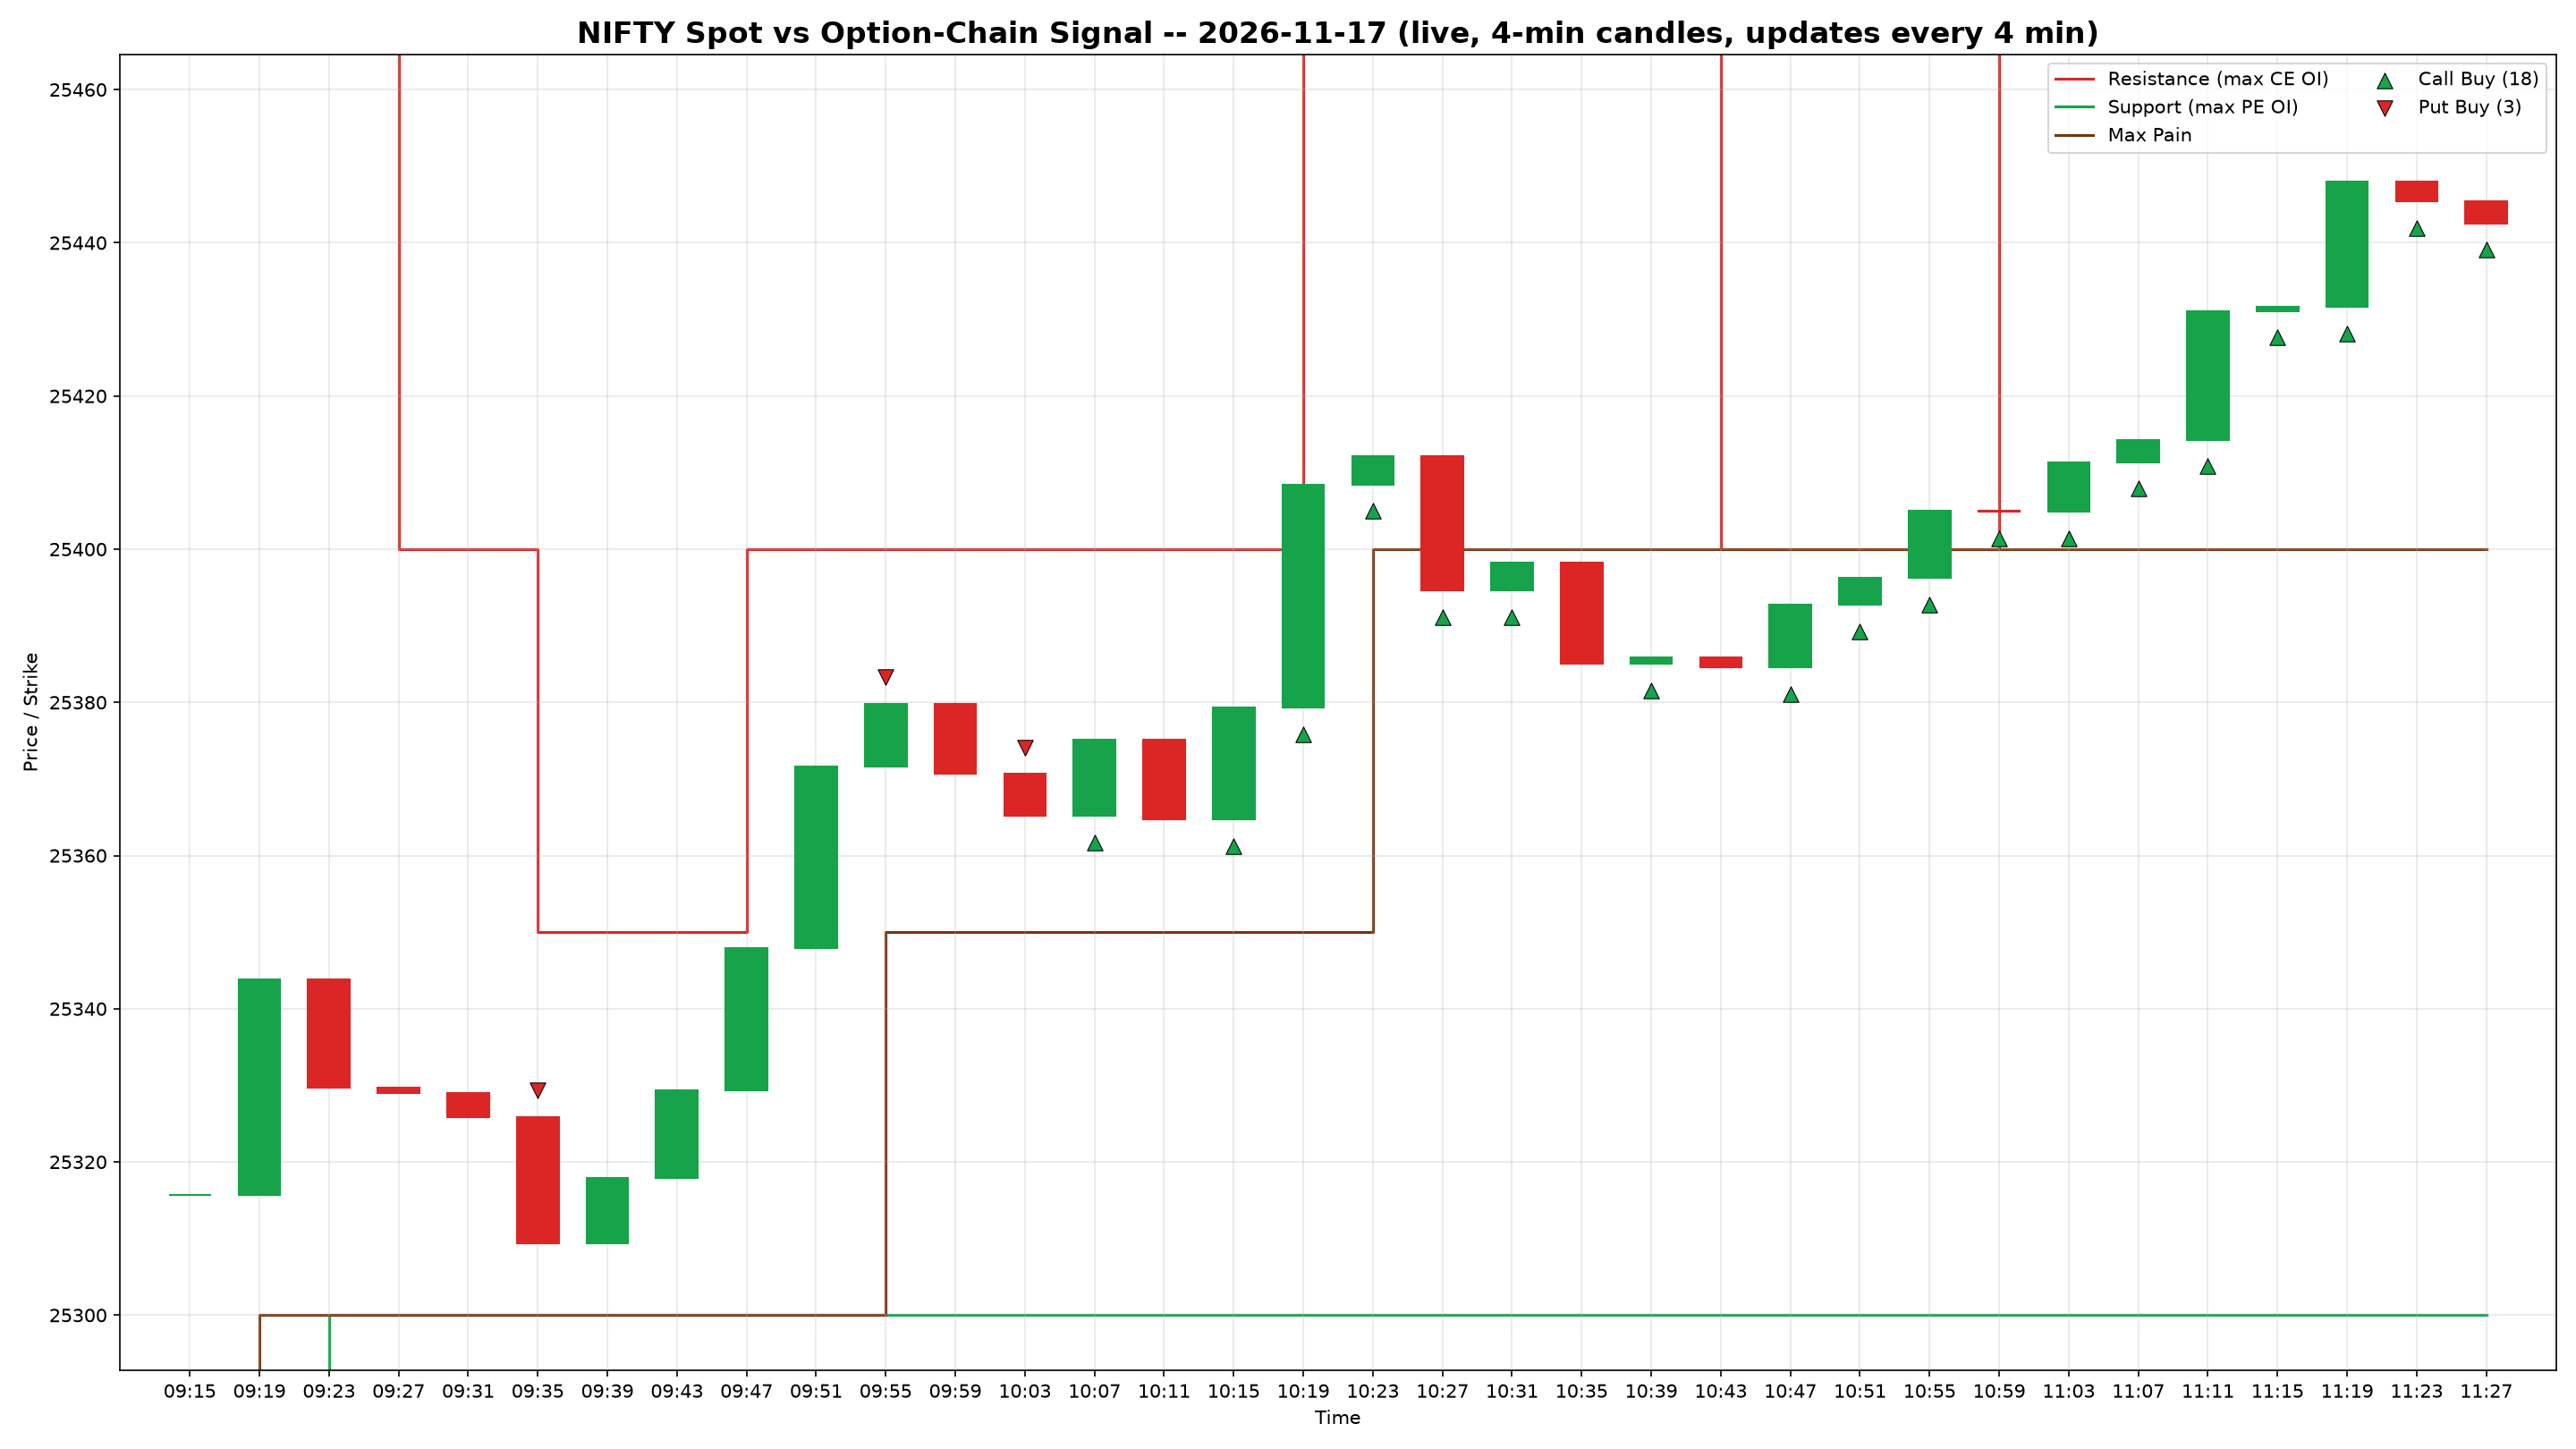 NIFTY Spot vs Option-Chain Signal -- 2026-11-17 (live, 4-min candles, updates every 4 min)
Resistance (max CE OI)
Support (max PE OI)
Max Pain
Call Buy (18)
Put Buy (3)
Price / Strike
25460
25440
25420
25400
25380
25360
25340
25320
25300
09:15 09:19 09:23 09:27 09:31 09:35 09:39 09:43 09:47 09:51 09:55 09:59 10:03 10:07 10:11 10:15 10:19 10:23 10:27 10:31 10:35 10:39 10:43 10:47 10:51 10:55 10:59 11:03 11:07 11:11 11:15 11:19 11:23 11:27
Time